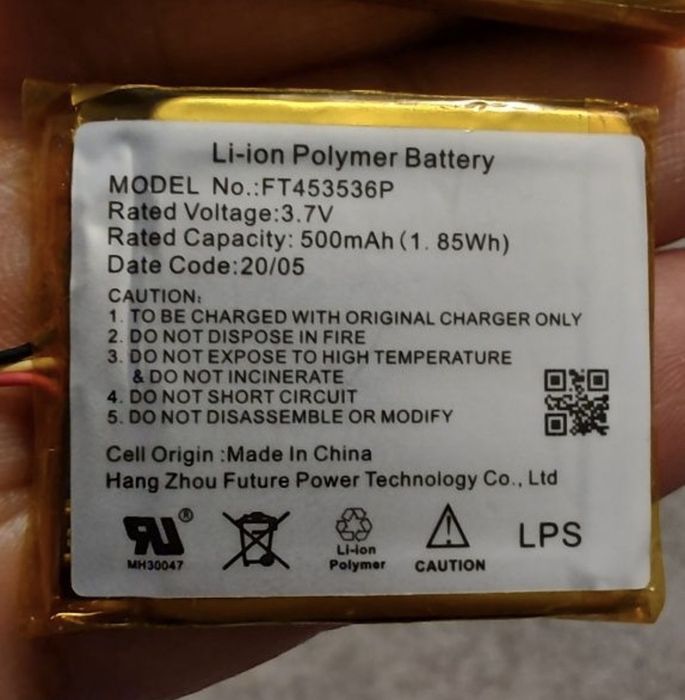 Li-ion Polymer Battery
MODEL No.:FT453536P
Rated Voltage:3.7V
Rated Capacity: 500mAh(1. 85Wh)
Date Code:20/05
CAUTION:
1. TO BE CHARGED WITH ORIGINAL CHARGER ONLY
2. DO NOT DISPOSE IN FIRE
3. DO NOT EXPOSE TO HIGH TEMPERATURE
& DO NOT INCINERATE
4. DO NOT SHORT CIRCUIT
5. DO NOT DISASSEMBLE OR MODIFY
Cell Origin :Made In China
Hang Zhou Future Power Technology Co., Ltd
RU®
MH30047
Li-ion
Polymer
CAUTION
LPS